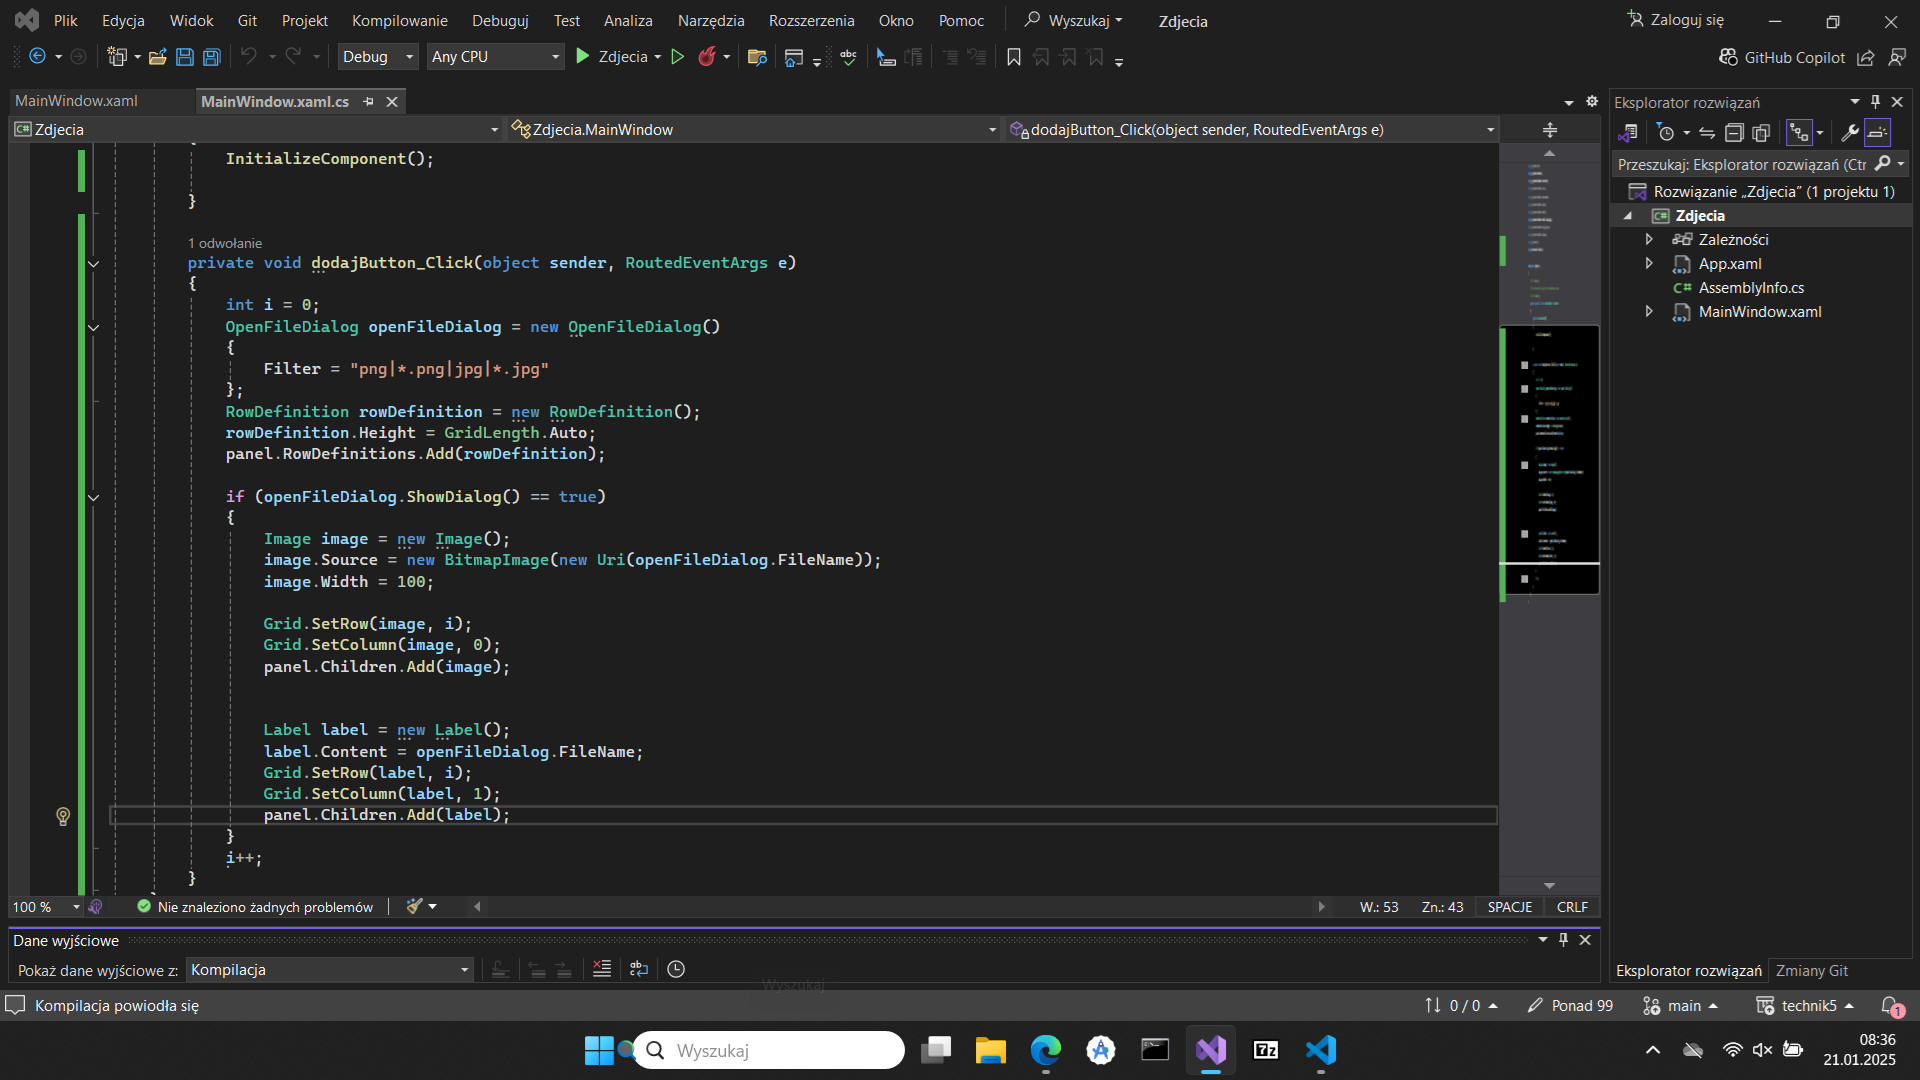 Plik Edycja Widok Git Projekt Kompilowanie Debuguj Test Analiza Narzędzia Rozszerzenia Okno Pomoc Wyszukaj Zdjecia Zaloguj się
Debug Any CPU Zdjecia GitHub Copilot
MainWindow.xaml MainWindow.xaml.cs
Zdjecia Zdjecia.MainWindow dodajButton_Click(object sender, RoutedEventArgs e)
InitializeComponent();
}
1 odwołanie
private void dodajButton_Click(object sender, RoutedEventArgs e)
{
int i = 0;
OpenFileDialog openFileDialog = new OpenFileDialog()
{
Filter = "png|*.png|jpg|*.jpg"
};
RowDefinition rowDefinition = new RowDefinition();
rowDefinition.Height = GridLength.Auto;
panel.RowDefinitions.Add(rowDefinition);
if (openFileDialog.ShowDialog() == true)
{
Image image = new Image();
image.Source = new BitmapImage(new Uri(openFileDialog.FileName));
image.Width = 100;
Grid.SetRow(image, i);
Grid.SetColumn(image, 0);
panel.Children.Add(image);
Label label = new Label();
label.Content = openFileDialog.FileName;
Grid.SetRow(label, i);
Grid.SetColumn(label, 1);
panel.Children.Add(label);
}
i++;
}
100 % Nie znaleziono żadnych problemów W.: 53 Zn.: 43 SPACJE CRLF
Dane wyjściowe
Pokaż dane wyjściowe z: Kompilacja
Wyszukaj
Eksplorator rozwiązań
Przeszukaj: Eksplorator rozwiązań (Ctr
Rozwiązanie „Zdjecia” (1 projektu 1)
Zdjecia
Zależności
App.xaml
AssemblyInfo.cs
MainWindow.xaml
Eksplorator rozwiązań Zmiany Git
Kompilacja powiodła się 0 / 0 Ponad 99 main technik5 1
Wyszukaj
08:36
21.01.2025